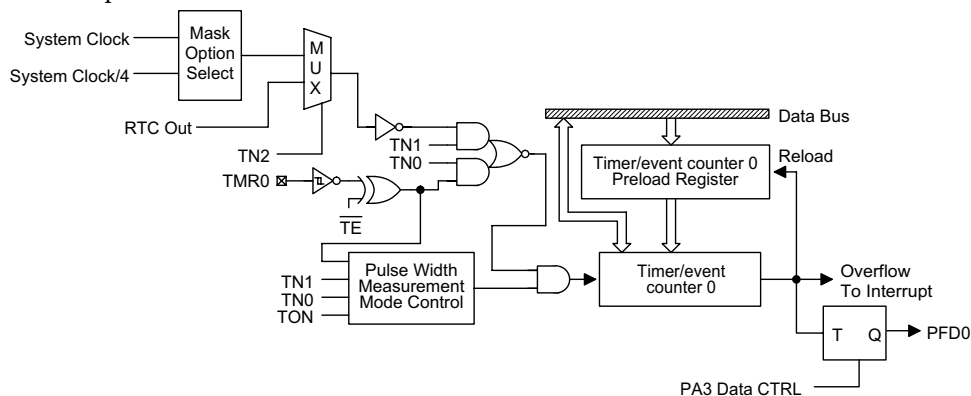 System Clock
System Clock/4
Mask
Option
Select
M
U
X
RTC Out
TN2
TN1
TN0
TMR0
TE
Data Bus
Timer/event counter 0
Preload Register
Reload
TN1
TN0
TON
Pulse Width
Measurement
Mode Control
Timer/event
counter 0
Overflow
To Interrupt
T
Q
PFD0
PA3 Data CTRL